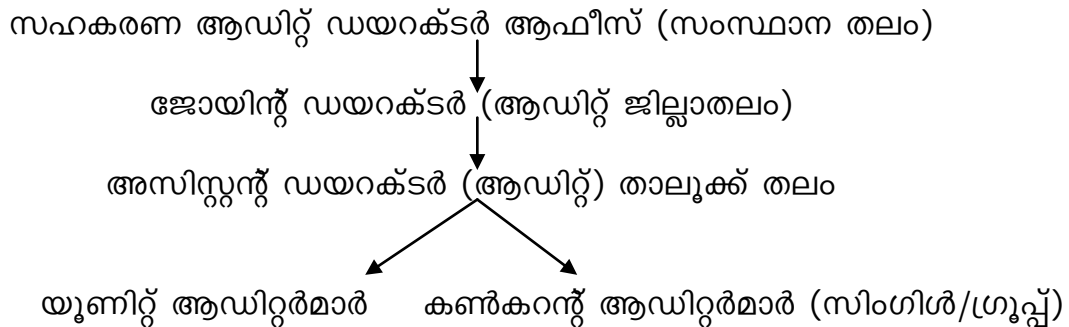 സഹകരണ ആഡിറ്റ് ഡയറക്ടർ ആഫീസ് (സംസ്ഥാന തലം)
ജോയിന്റ് ഡയറക്ടർ (ആഡിറ്റ് ജില്ലാതലം)
അസിസ്റ്റന്റ് ഡയറക്ടർ (ആഡിറ്റ്) താലൂക്ക് തലം
യൂണിറ്റ് ആഡിറ്റർമാർ കൺകറന്റ് ആഡിറ്റർമാർ (സിംഗിൾ/ഗ്രൂപ്പ്)